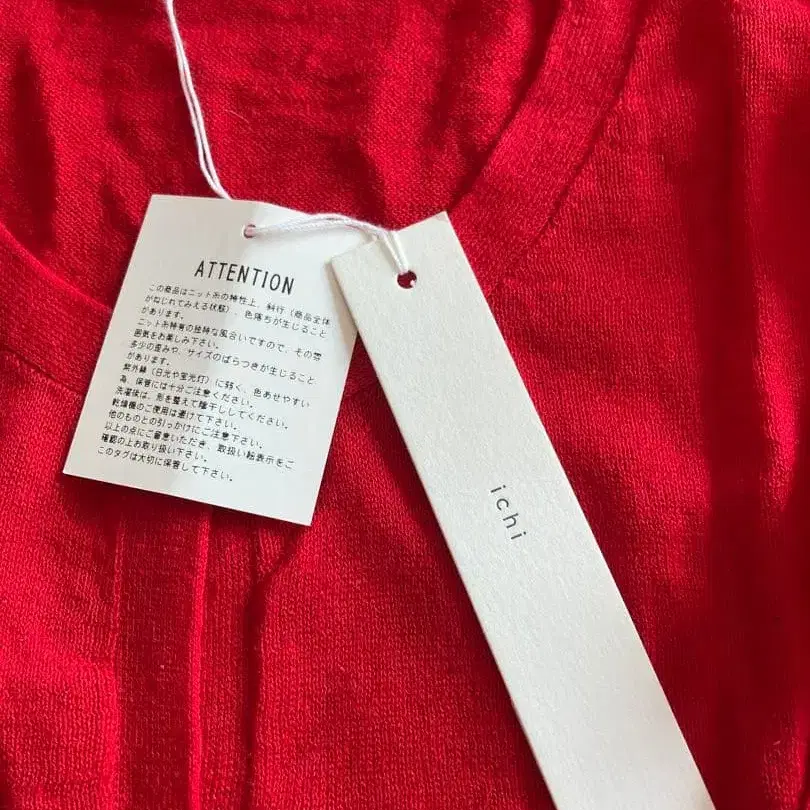 ATTENTION
この商品はニット糸の特性上、斜行（商品全体
がねじれてみえる状態）、色落ちが生じること
があります。
ニット糸特有の独特な風合いですので、その雰
囲気をお楽しみ下さい。
多少の歪みや、サイズのばらつきが生じること
があります。
紫外線（日光や蛍光灯）に弱く、色あせやすい
為、保管には十分ご注意ください。
洗濯後は、形を整えて陰干ししてください。
乾燥機のご使用は避けて下さい。
他のものとの引っかけにご注意下さい。
以上の点にご留意いただき、取扱い絵表示をご
確認の上お取り扱い下さい。
このタグは大切に保管して下さい。
ichi